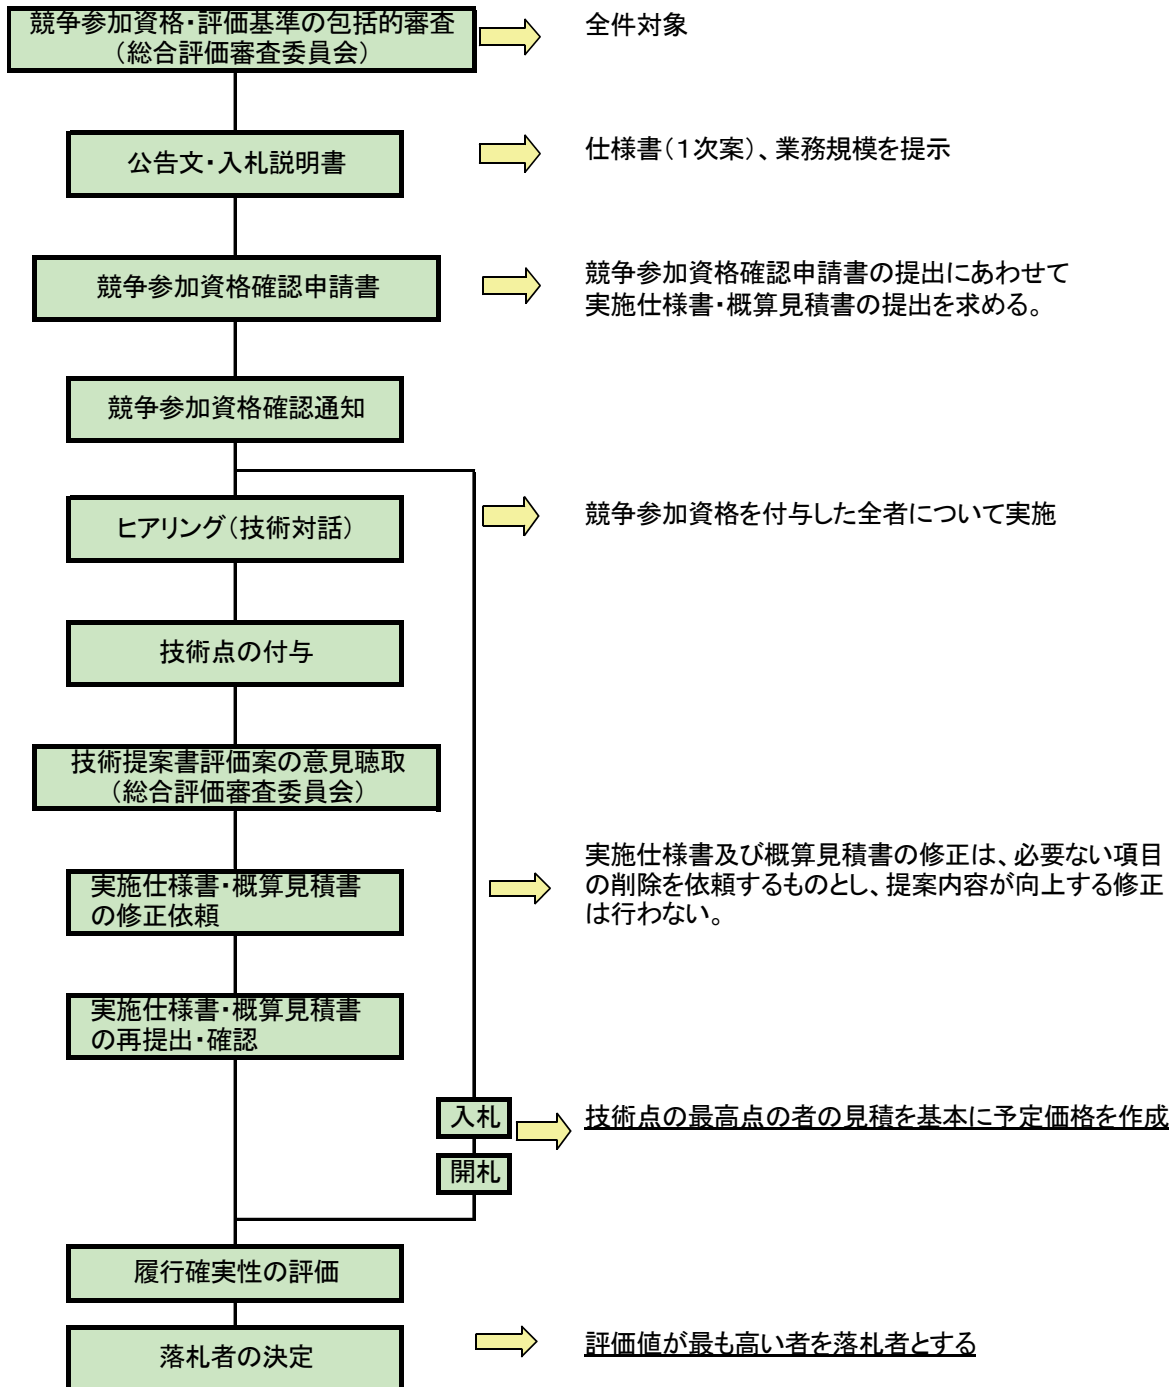 競争参加資格・評価基準の包括的審査
（総合評価審査委員会）
全件対象
公告文・入札説明書
仕様書（１次案）、業務規模を提示
競争参加資格確認申請書
競争参加資格確認申請書の提出にあわせて
実施仕様書・概算見積書の提出を求める。
競争参加資格確認通知
ヒアリング（技術対話）
競争参加資格を付与した全者について実施
技術点の付与
技術提案書評価案の意見聴取
（総合評価審査委員会）
実施仕様書・概算見積書
の修正依頼
実施仕様書及び概算見積書の修正は、必要ない項目
の削除を依頼するものとし、提案内容が向上する修正
は行わない。
実施仕様書・概算見積書
の再提出・確認
入札
技術点の最高点の者の見積を基本に予定価格を作成
開札
履行確実性の評価
落札者の決定
評価値が最も高い者を落札者とする